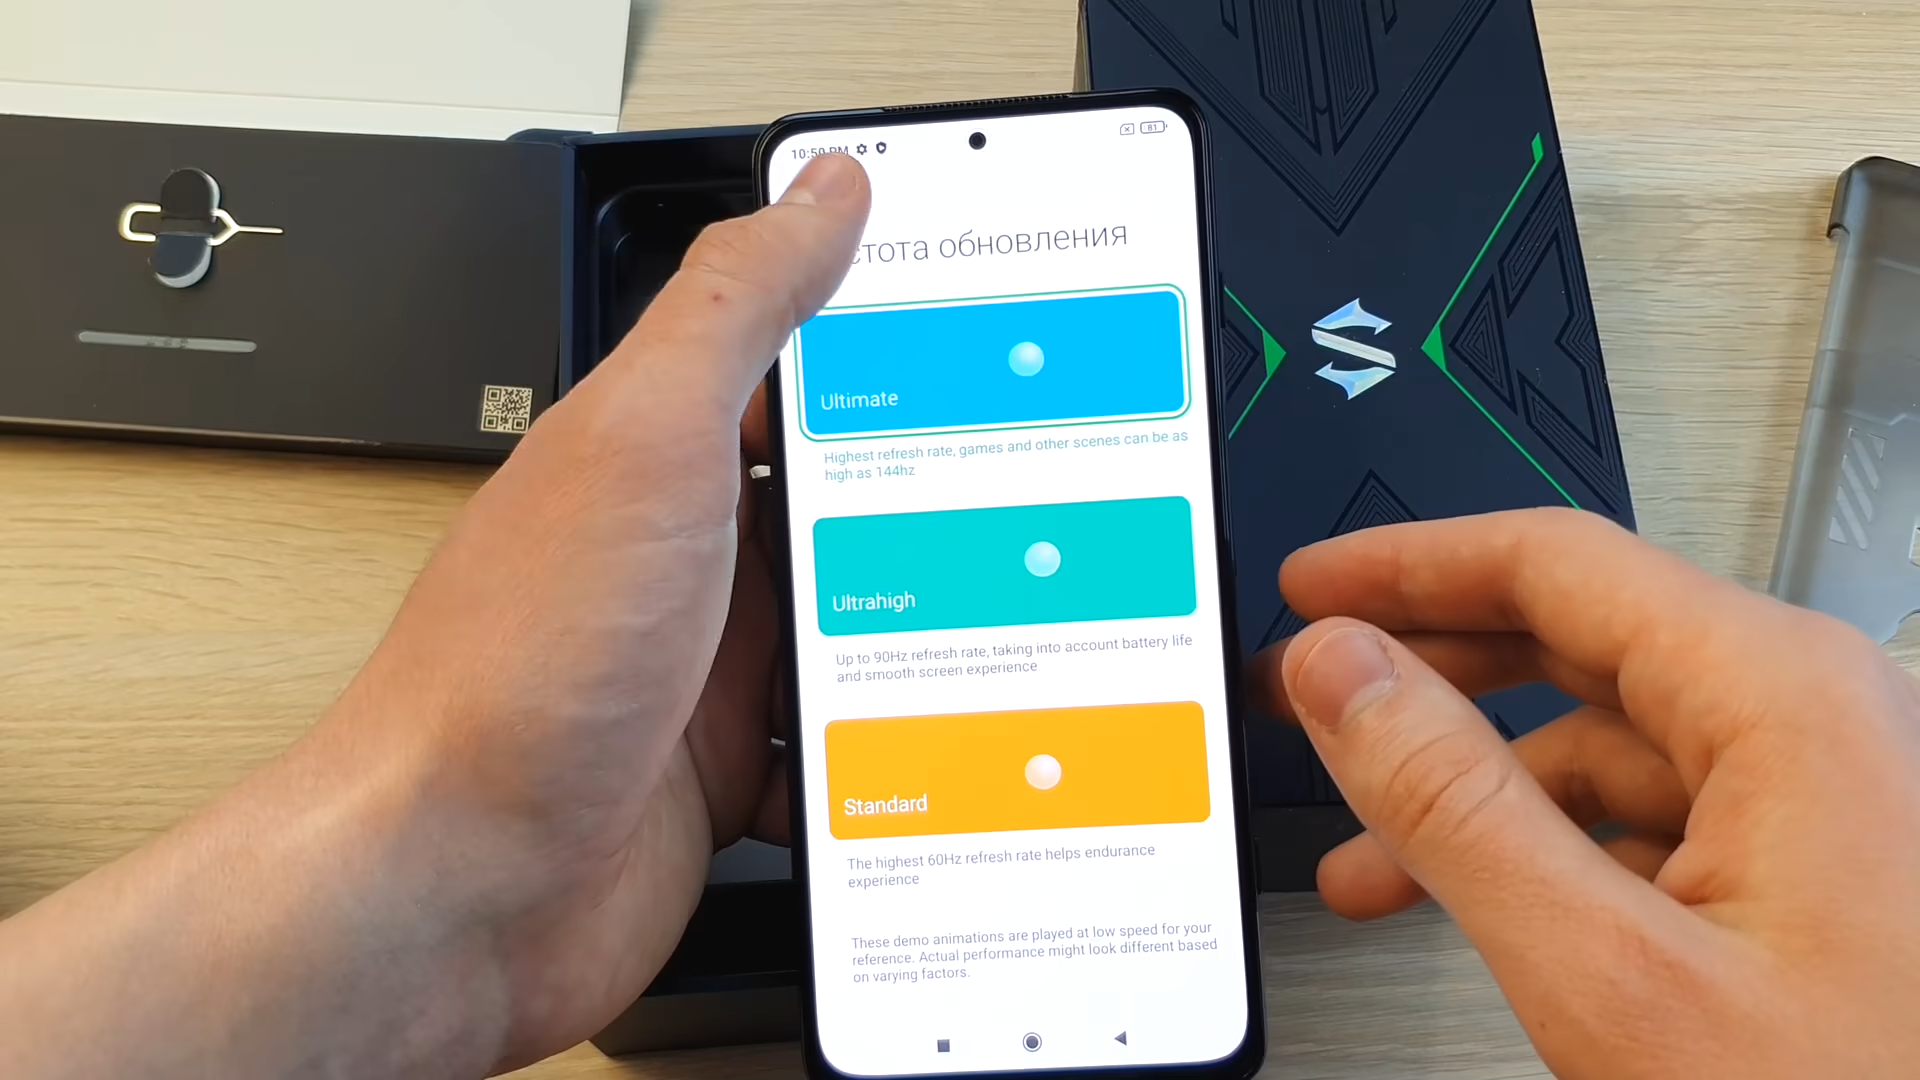 10:50 PM
81
стота обновления
Ultimate
Highest refresh rate, games and other scenes can be as
high as 144hz
Ultrahigh
Up to 90Hz refresh rate, taking into account battery life
and smooth screen experience
Standard
The highest 60Hz refresh rate helps endurance
experience
These demo animations are played at low speed for your
reference. Actual performance might look different based
on varying factors.